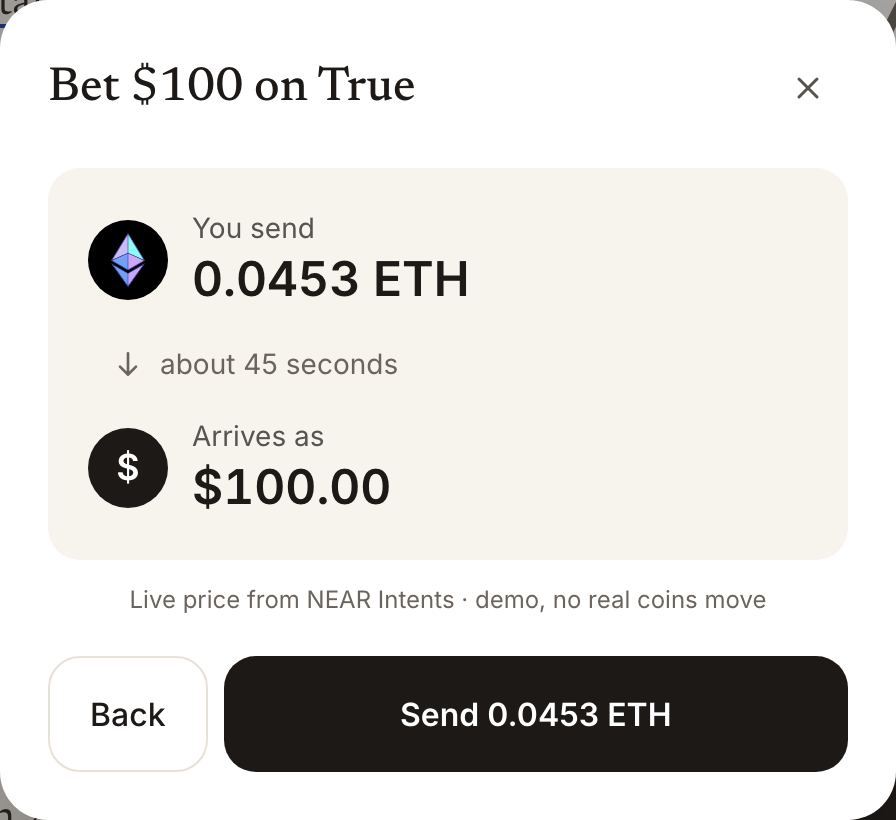 Bet $100 on True
You send
0.0453 ETH
about 45 seconds
$
Arrives as
$100.00
Live price from NEAR Intents · demo, no real coins move
Back
Send 0.0453 ETH